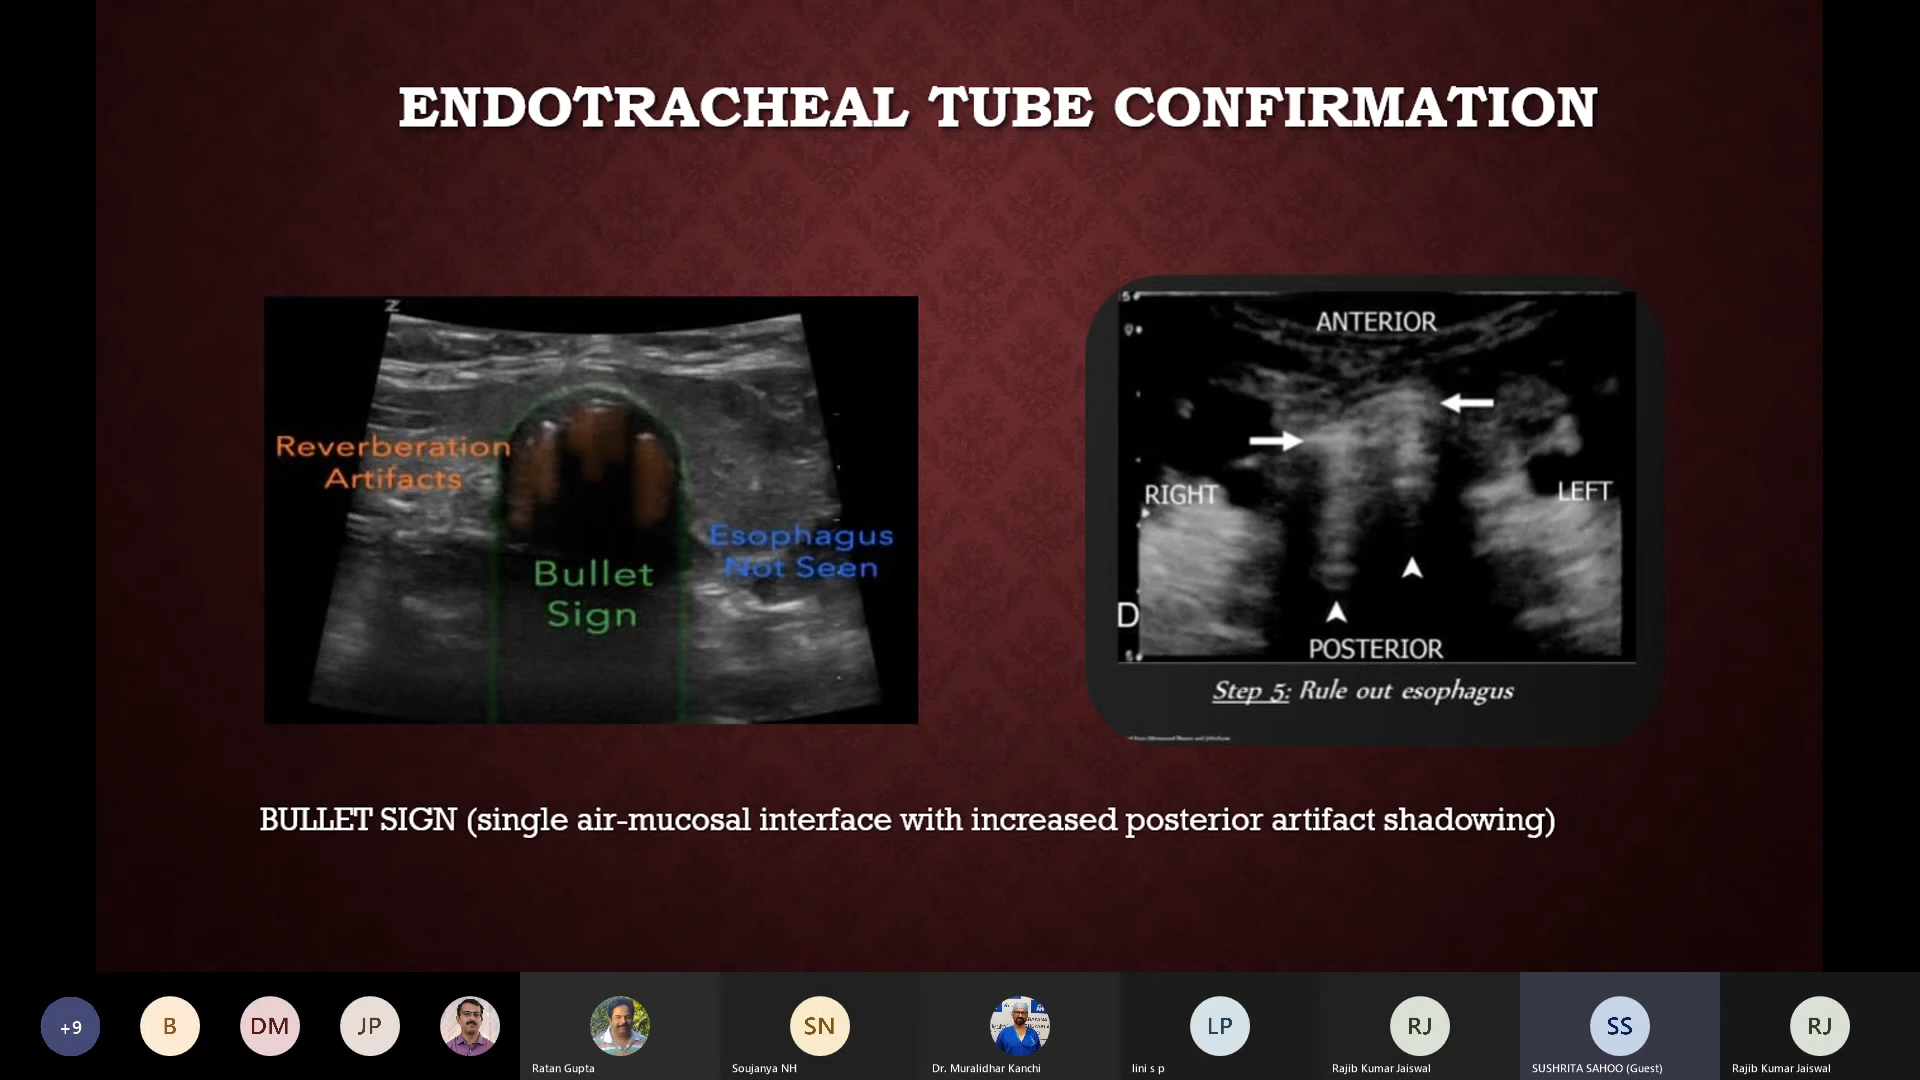 ENDOTRACHEAL TUBE CONFIRMATION
Z
Reverberation
Artifacts
Esophagus
Not Seen
Bullet
Sign
5
0
ANTERIOR
RIGHT
LEFT
D
POSTERIOR
Step 5: Rule out esophagus
BULLET SIGN (single air-mucosal interface with increased posterior artifact shadowing)
+9
B
DM
JP
Ratan Gupta
SN
Soujanya NH
Dr. Muralidhar Kanchi
LP
lini s p
RJ
Rajib Kumar Jaiswal
SS
SUSHRITA SAHOO (Guest)
RJ
Rajib Kumar Jaiswal